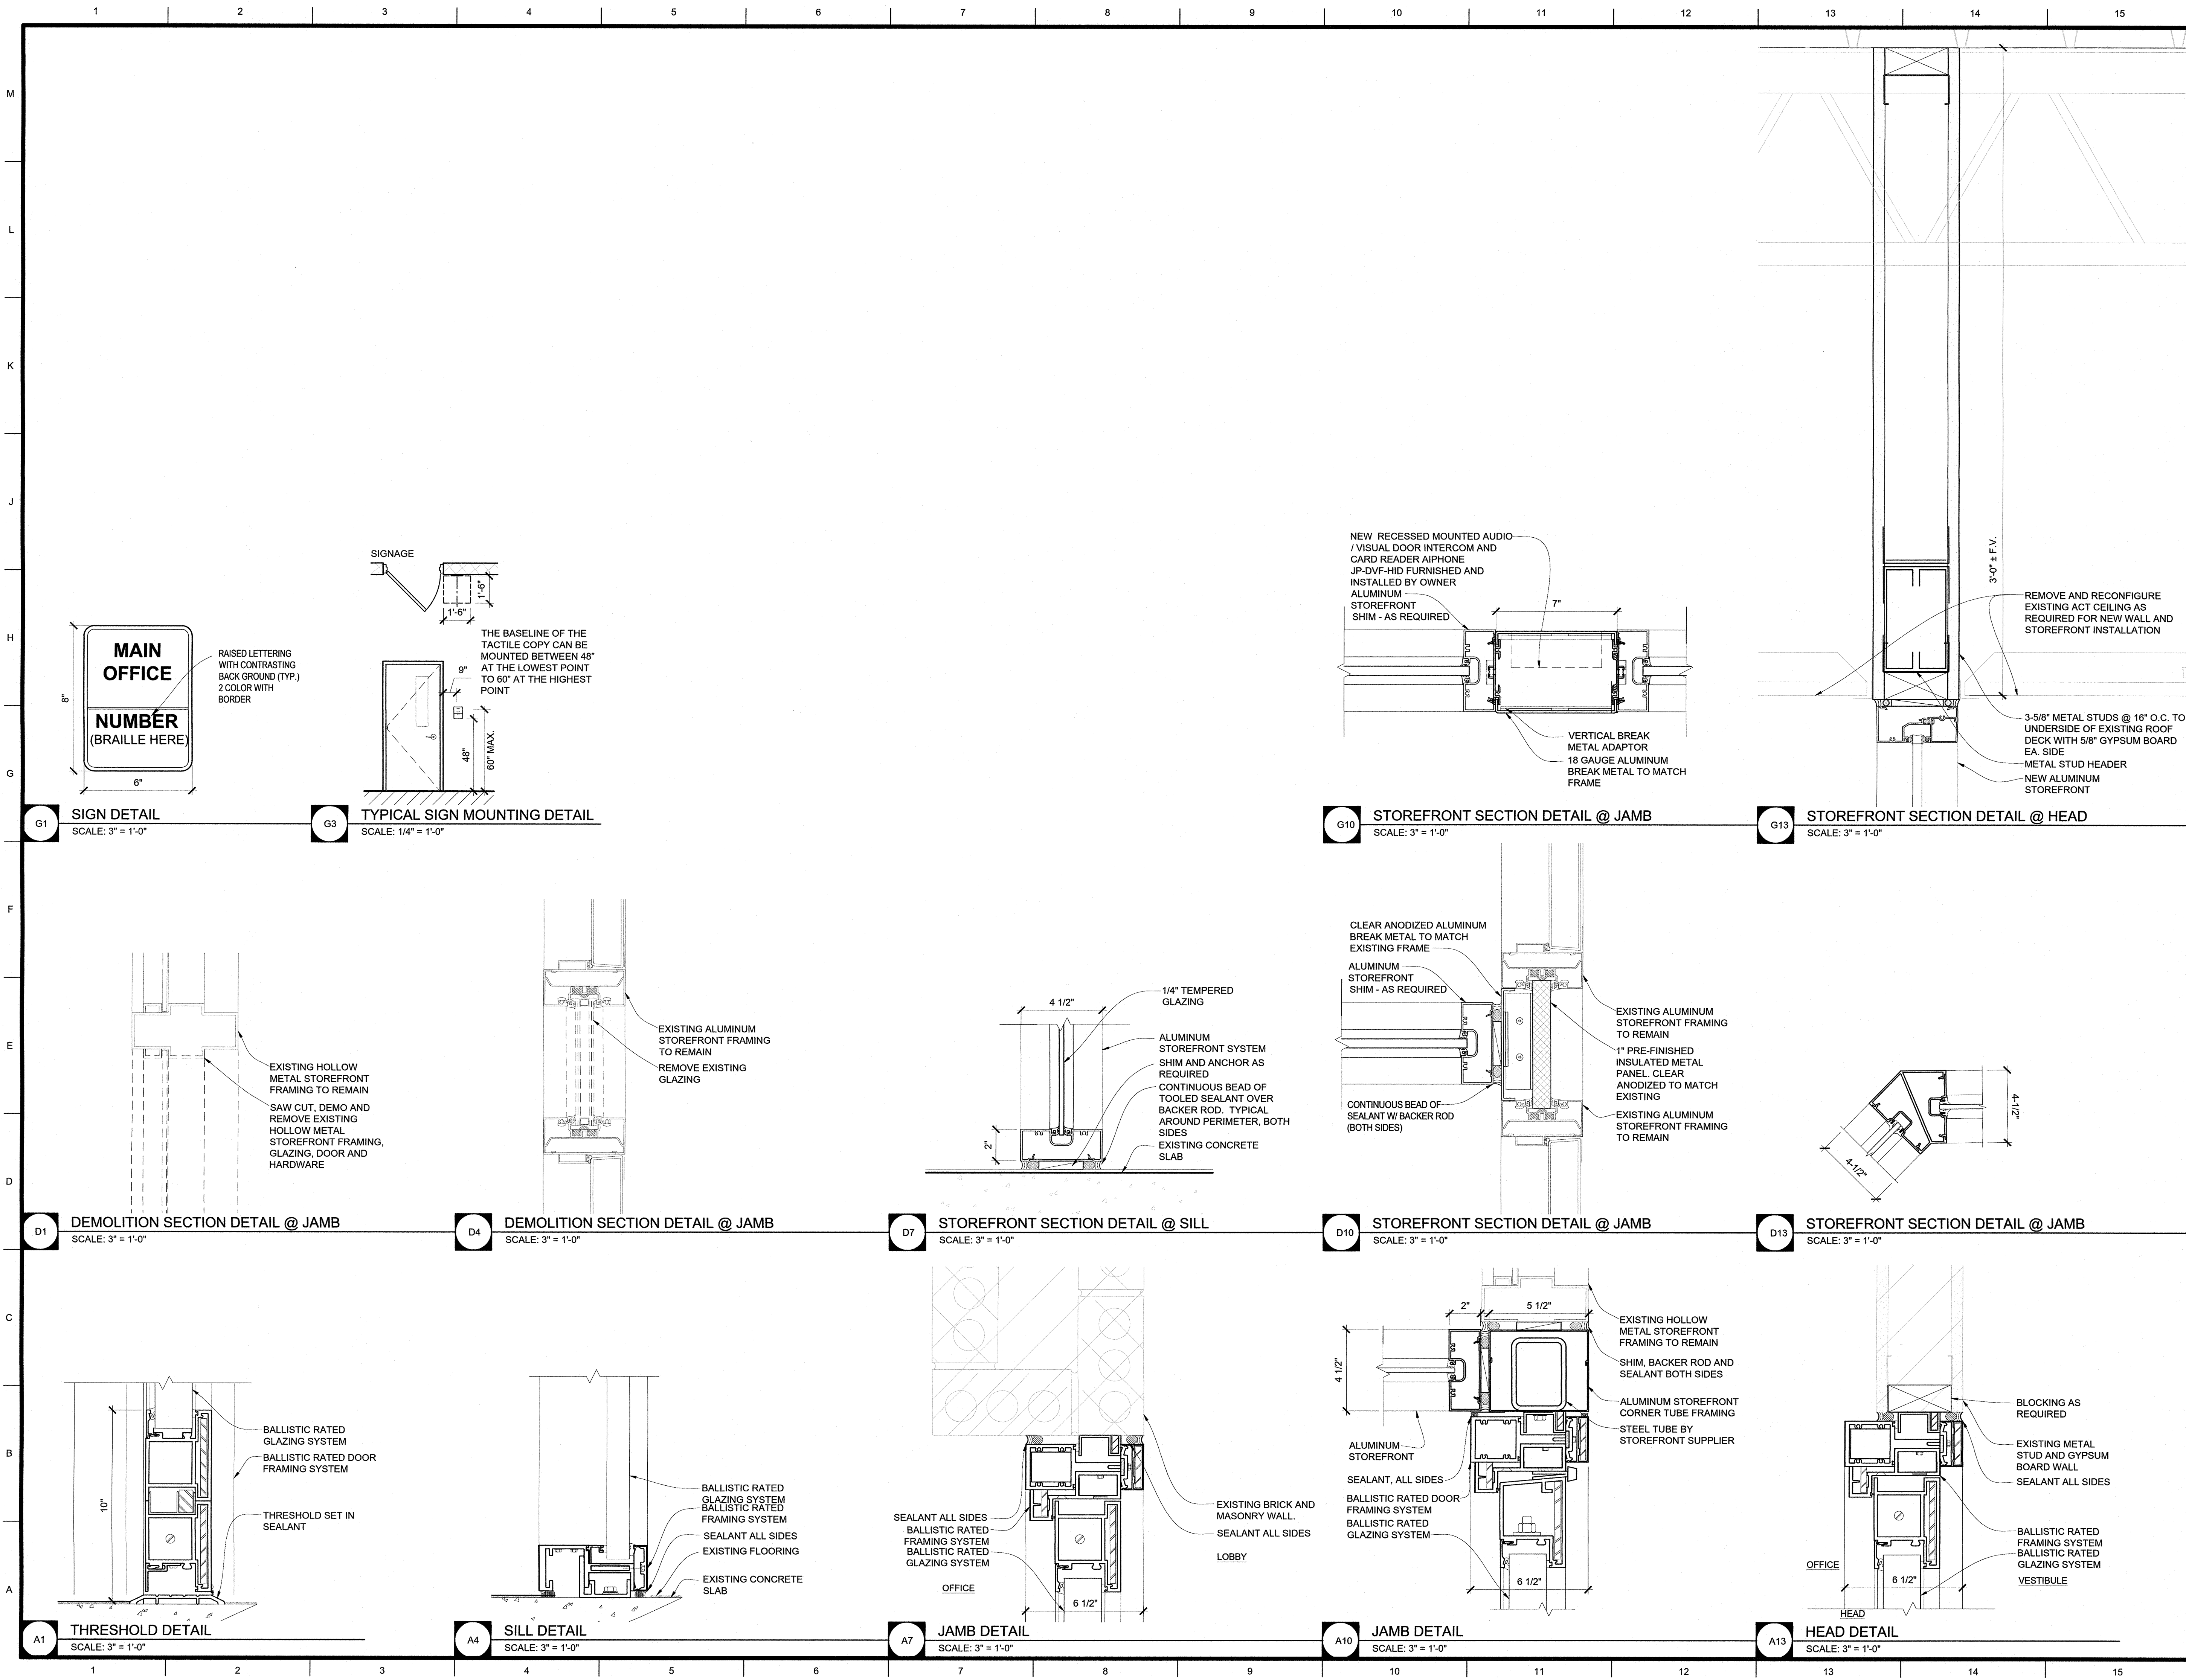 1 2 3 4 5 6 7 8 9 10 11 12 13 14 15
M
L
K
J
H
G
F
E
D
C
B
A
MAIN
OFFICE
NUMBER
(BRAILLE HERE)
8"
6"
RAISED LETTERING
WITH CONTRASTING
BACK GROUND (TYP.)
2 COLOR WITH
BORDER
G1
SIGN DETAIL
SCALE: 3" = 1'-0"
SIGNAGE
1'-6"
1'-6"
THE BASELINE OF THE
TACTILE COPY CAN BE
MOUNTED BETWEEN 48"
AT THE LOWEST POINT
TO 60" AT THE HIGHEST
POINT
9"
48"
60" MAX.
G3
TYPICAL SIGN MOUNTING DETAIL
SCALE: 1/4" = 1'-0"
NEW RECESSED MOUNTED AUDIO
/ VISUAL DOOR INTERCOM AND
CARD READER AIPHONE
JP-DVF-HID FURNISHED AND
INSTALLED BY OWNER
ALUMINUM
STOREFRONT
SHIM - AS REQUIRED
7"
VERTICAL BREAK
METAL ADAPTOR
18 GAUGE ALUMINUM
BREAK METAL TO MATCH
FRAME
G10
STOREFRONT SECTION DETAIL @ JAMB
SCALE: 3" = 1'-0"
3'-0" ± F.V.
REMOVE AND RECONFIGURE
EXISTING ACT CEILING AS
REQUIRED FOR NEW WALL AND
STOREFRONT INSTALLATION
3-5/8" METAL STUDS @ 16" O.C. TO
UNDERSIDE OF EXISTING ROOF
DECK WITH 5/8" GYPSUM BOARD
EA. SIDE
METAL STUD HEADER
NEW ALUMINUM
STOREFRONT
G13
STOREFRONT SECTION DETAIL @ HEAD
SCALE: 3" = 1'-0"
EXISTING HOLLOW
METAL STOREFRONT
FRAMING TO REMAIN
SAW CUT, DEMO AND
REMOVE EXISTING
HOLLOW METAL
STOREFRONT FRAMING,
GLAZING, DOOR AND
HARDWARE
D1
DEMOLITION SECTION DETAIL @ JAMB
SCALE: 3" = 1'-0"
EXISTING ALUMINUM
STOREFRONT FRAMING
TO REMAIN
REMOVE EXISTING
GLAZING
D4
DEMOLITION SECTION DETAIL @ JAMB
SCALE: 3" = 1'-0"
4 1/2"
2"
1/4" TEMPERED
GLAZING
ALUMINUM
STOREFRONT SYSTEM
SHIM AND ANCHOR AS
REQUIRED
CONTINUOUS BEAD OF
TOOLED SEALANT OVER
BACKER ROD. TYPICAL
AROUND PERIMETER, BOTH
SIDES
EXISTING CONCRETE
SLAB
D7
STOREFRONT SECTION DETAIL @ SILL
SCALE: 3" = 1'-0"
CLEAR ANODIZED ALUMINUM
BREAK METAL TO MATCH
EXISTING FRAME
ALUMINUM
STOREFRONT
SHIM - AS REQUIRED
CONTINUOUS BEAD OF
SEALANT W/ BACKER ROD
(BOTH SIDES)
EXISTING ALUMINUM
STOREFRONT FRAMING
TO REMAIN
1" PRE-FINISHED
INSULATED METAL
PANEL. CLEAR
ANODIZED TO MATCH
EXISTING
EXISTING ALUMINUM
STOREFRONT FRAMING
TO REMAIN
D10
STOREFRONT SECTION DETAIL @ JAMB
SCALE: 3" = 1'-0"
4-1/2"
4-1/2"
D13
STOREFRONT SECTION DETAIL @ JAMB
SCALE: 3" = 1'-0"
10"
BALLISTIC RATED
GLAZING SYSTEM
BALLISTIC RATED DOOR
FRAMING SYSTEM
THRESHOLD SET IN
SEALANT
A1
THRESHOLD DETAIL
SCALE: 3" = 1'-0"
BALLISTIC RATED
GLAZING SYSTEM
BALLISTIC RATED
FRAMING SYSTEM
SEALANT ALL SIDES
EXISTING FLOORING
EXISTING CONCRETE
SLAB
A4
SILL DETAIL
SCALE: 3" = 1'-0"
SEALANT ALL SIDES
BALLISTIC RATED
FRAMING SYSTEM
BALLISTIC RATED
GLAZING SYSTEM
OFFICE
6 1/2"
EXISTING BRICK AND
MASONRY WALL.
SEALANT ALL SIDES
LOBBY
A7
JAMB DETAIL
SCALE: 3" = 1'-0"
2"
5 1/2"
4 1/2"
ALUMINUM
STOREFRONT
SEALANT, ALL SIDES
BALLISTIC RATED DOOR
FRAMING SYSTEM
BALLISTIC RATED
GLAZING SYSTEM
6 1/2"
EXISTING HOLLOW
METAL STOREFRONT
FRAMING TO REMAIN
SHIM, BACKER ROD AND
SEALANT BOTH SIDES
ALUMINUM STOREFRONT
CORNER TUBE FRAMING
STEEL TUBE BY
STOREFRONT SUPPLIER
A10
JAMB DETAIL
SCALE: 3" = 1'-0"
BLOCKING AS
REQUIRED
EXISTING METAL
STUD AND GYPSUM
BOARD WALL
SEALANT ALL SIDES
BALLISTIC RATED
FRAMING SYSTEM
BALLISTIC RATED
GLAZING SYSTEM
OFFICE
6 1/2"
VESTIBULE
HEAD
A13
HEAD DETAIL
SCALE: 3" = 1'-0"
1 2 3 4 5 6 7 8 9 10 11 12 13 14 15